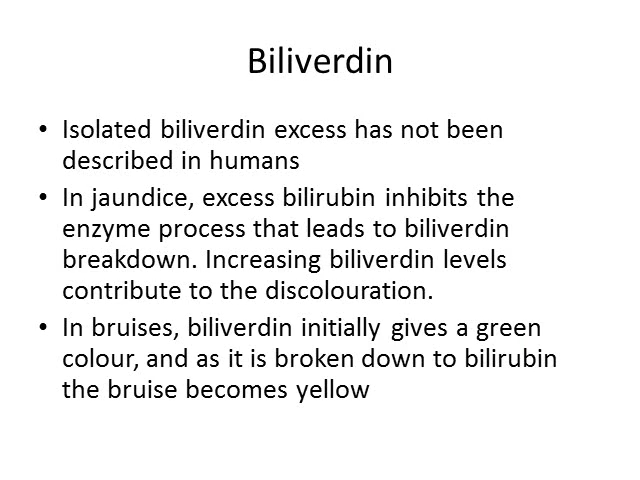 Biliverdin
• Isolated biliverdin excess has not been
described in humans
• In jaundice, excess bilirubin inhibits the
enzyme process that leads to biliverdin
breakdown. Increasing biliverdin levels
contribute to the discolouration.
• In bruises, biliverdin initially gives a green
colour, and as it is broken down to bilirubin
the bruise becomes yellow